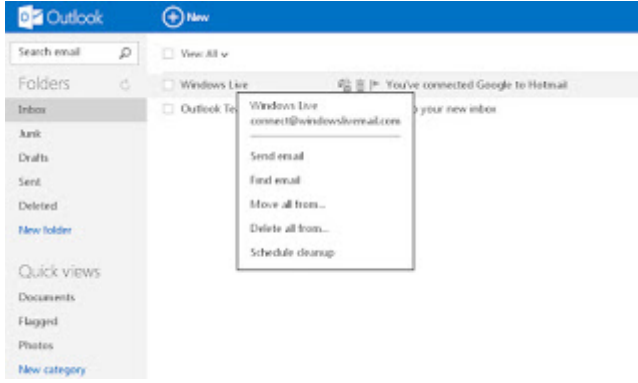 Outlook
New
Search email
View: All
Folders
Windows Live
You've connected Google to Hotmail
Inbox
Outlook Te
your new inbox
Windows Live
connect@windowslivemail.com
Junk
Drafts
Send email
Sent
Find email
Deleted
Move all from...
New folder
Delete all from...
Schedule cleanup
Quick views
Documents
Flagged
Photos
New category